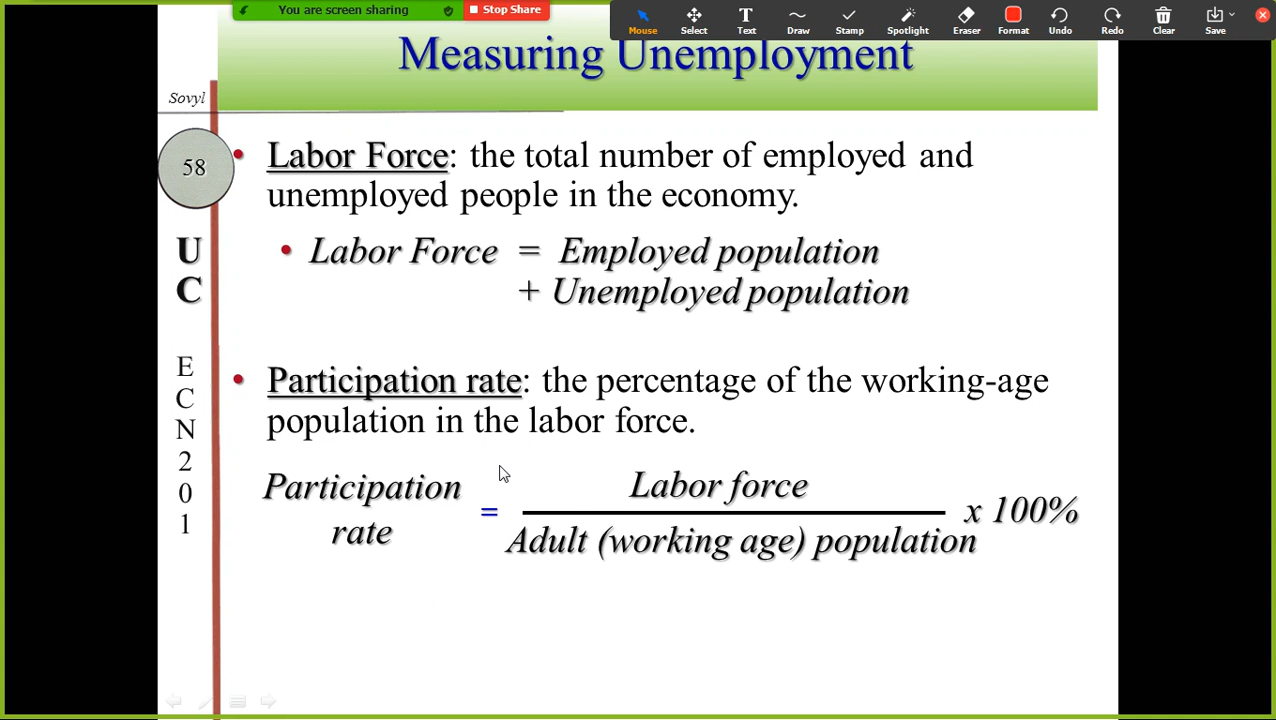 You are screen sharing
Stop Share
Mouse
Select
Text
Draw
Stamp
Spotlight
Eraser
Format
Undo
Redo
Clear
Save
Measuring Unemployment
Sovyl
58
U
C
E
C
N
2
0
1
• Labor Force: the total number of employed and
unemployed people in the economy.
• Labor Force = Employed population
+ Unemployed population
• Participation rate: the percentage of the working-age
population in the labor force.
Participation
rate
=
Labor force
Adult (working age) population
x 100%